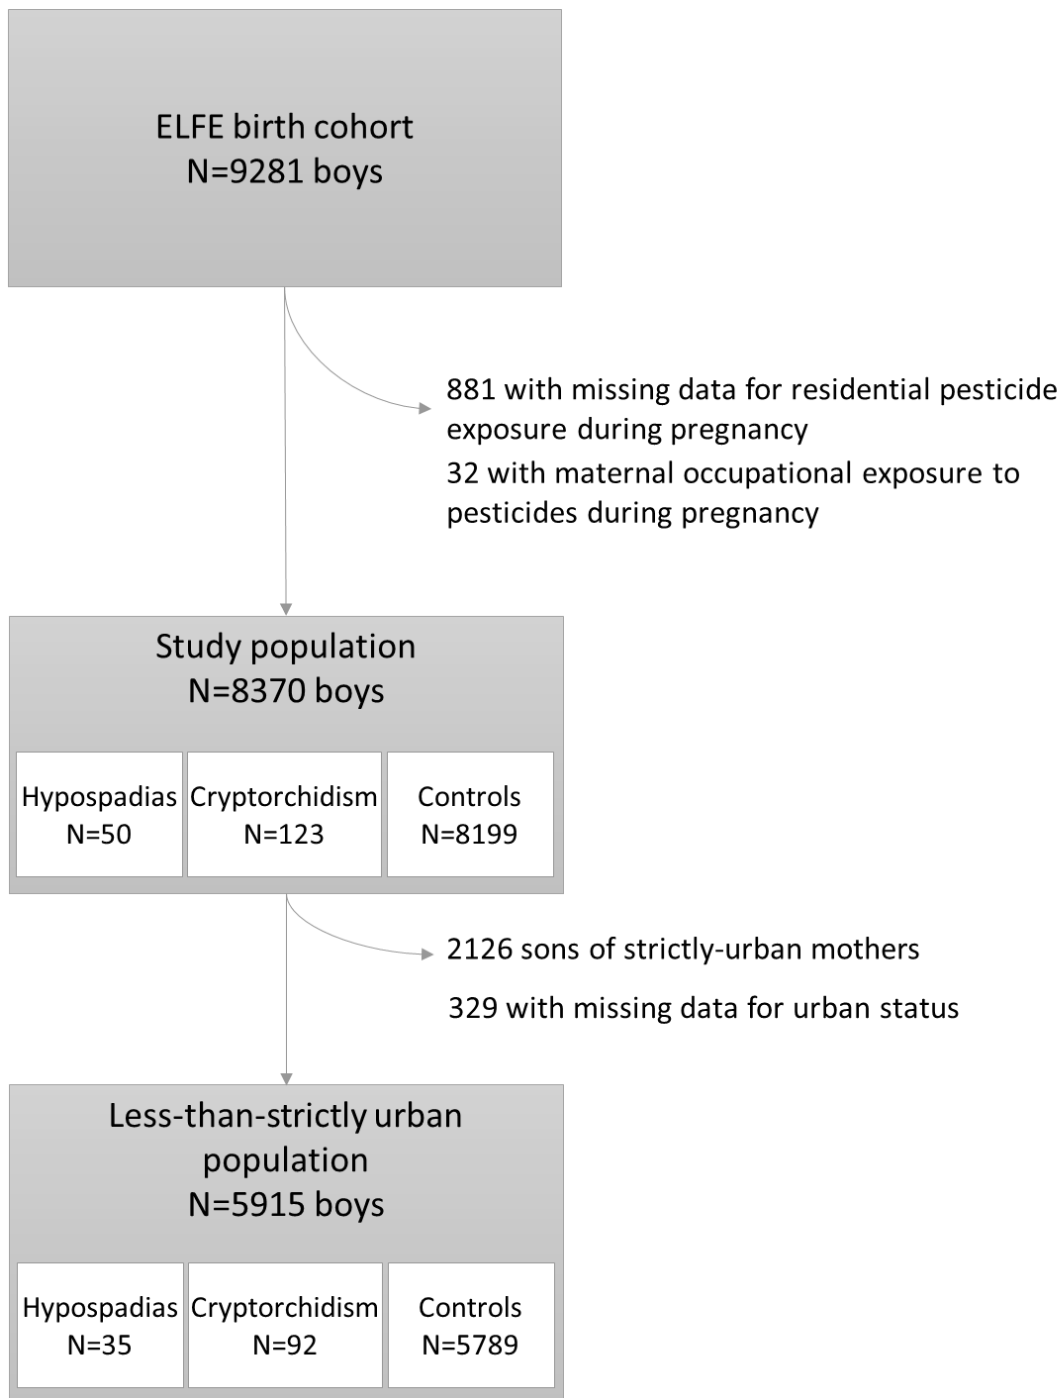 ELFE birth cohort
N=9281 boys
881 with missing data for residential pesticide
exposure during pregnancy
32 with maternal occupational exposure to
pesticides during pregnancy
Study population
N=8370 boys
Hypospadias
N=50
Cryptorchidism
N=123
Controls
N=8199
2126 sons of strictly-urban mothers
329 with missing data for urban status
Less-than-strictly urban
population
N=5915 boys
Hypospadias
N=35
Cryptorchidism
N=92
Controls
N=5789